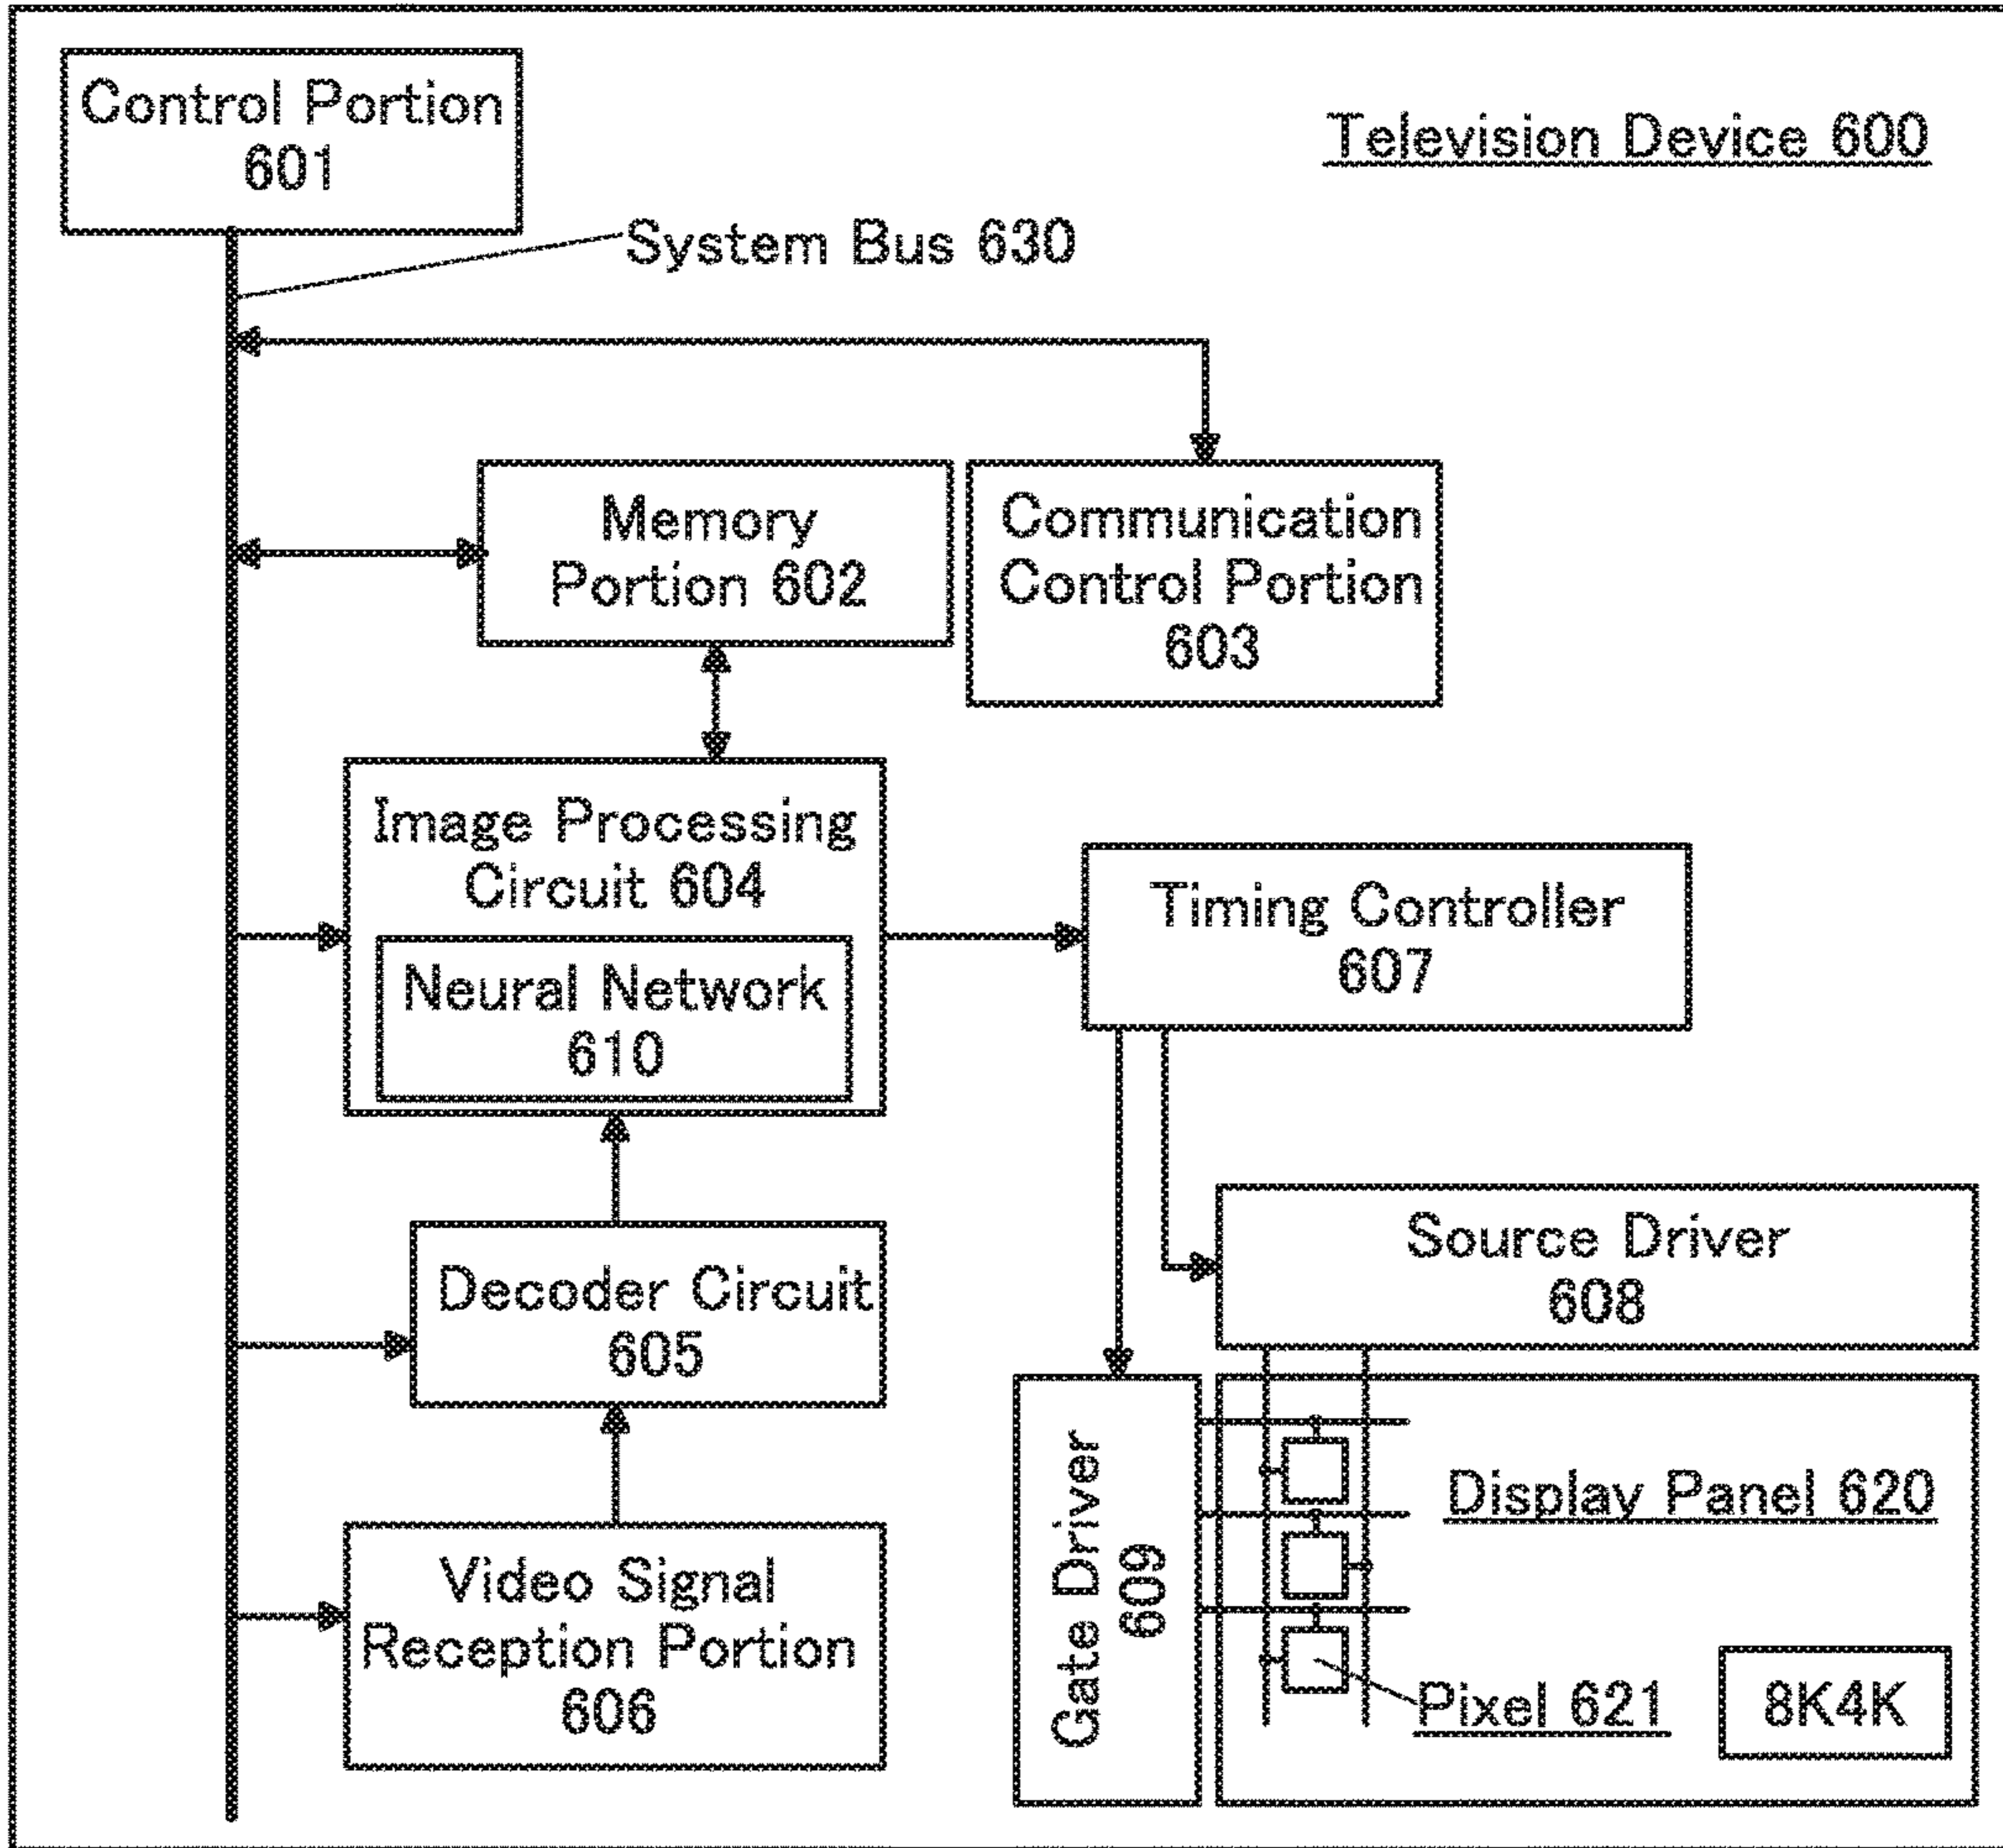 Control Portion
601
Television Device 600
System Bus 630
Memory
Portion 602
Communication
Control Portion
603
Image Processing
Circuit 604
Neural Network
610
Timing Controller
607
Decoder Circuit
605
Source Driver
608
Gate Driver
609
Display Panel 620
Video Signal
Reception Portion
606
Pixel 621
8K4K